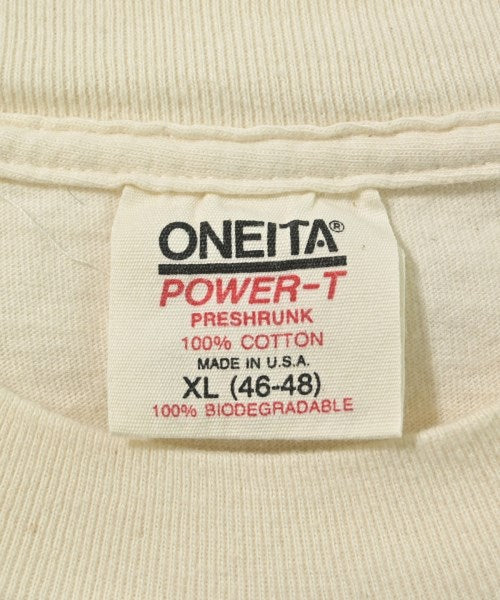 ONEITA®
POWER-T
PRESHRUNK
100% COTTON
MADE IN U.S.A.
XL (46-48)
100% BIODEGRADABLE